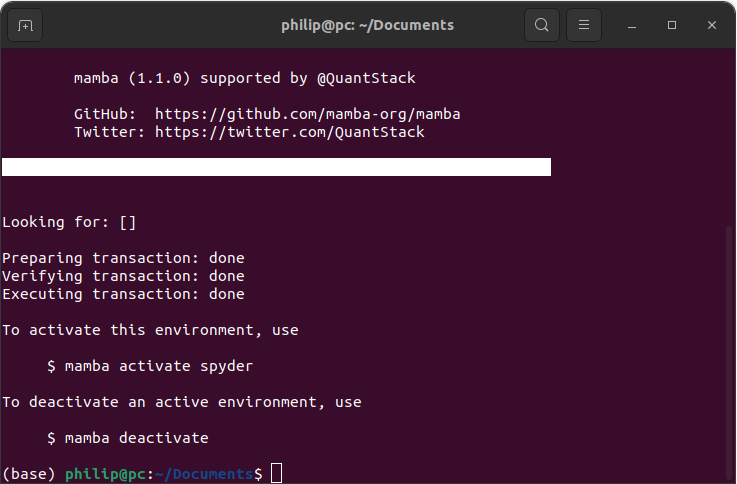 philip@pc: ~/Documents
mamba (1.1.0) supported by @QuantStack
GitHub:  https://github.com/mamba-org/mamba
Twitter: https://twitter.com/QuantStack
Looking for: []
Preparing transaction: done
Verifying transaction: done
Executing transaction: done
To activate this environment, use
$ mamba activate spyder
To deactivate an active environment, use
$ mamba deactivate
(base) philip@pc:~/Documents$